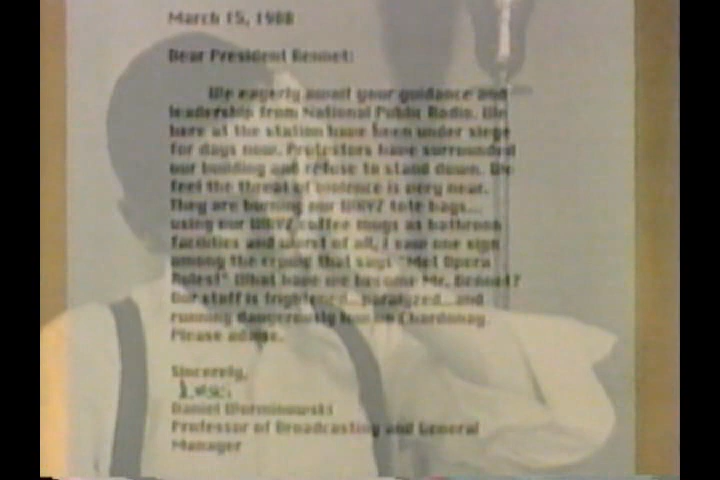 March 15, 1988
Dear President Bennet:
We eagerly await your guidance and
leadership from National Public Radio. We
here at the station have been under siege
for days now. Protestors have surrounded
our building and refuse to stand down. We
feel the threat of violence is very near.
They are burning our WXYZ tote bags...
using our WXYZ coffee mugs as bathroom
facilities and worst of all, I saw one sign
among the crowd that says "Met Opera
Rules!" What have we become Mr. Bennet?
Our staff is frightened...paralyzed...and
running dangerously low on Chardonay.
Please advise.
Sincerely,
Daniel
Professor of Broadcasting and General
Manager